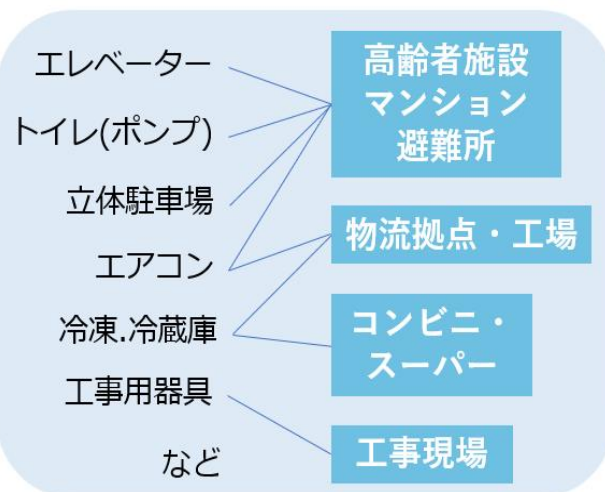 エレベーター
トイレ(ポンプ)
立体駐車場
エアコン
冷凍.冷蔵庫
工事用器具
など
高齢者施設
マンション
避難所
物流拠点・工場
コンビニ・
スーパー
工事現場